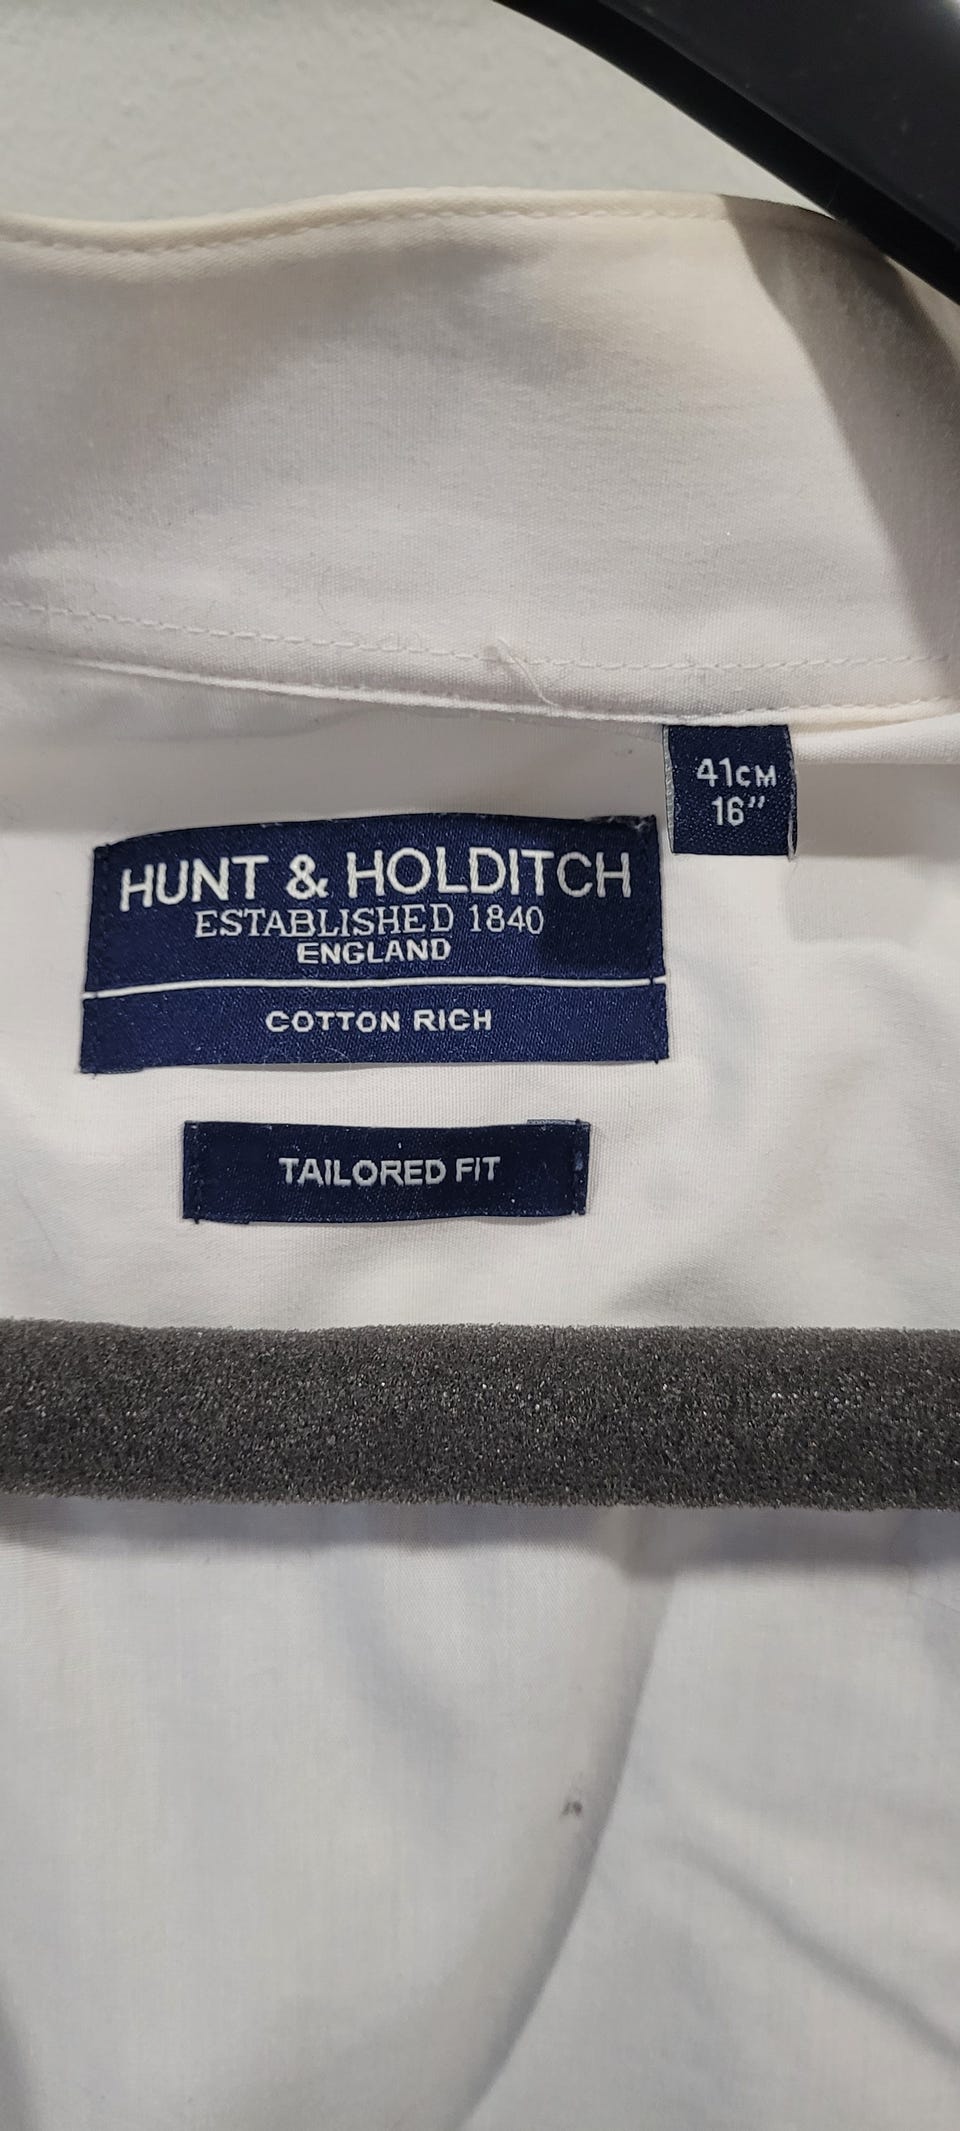 41CM
16"
HUNT & HOLDITCH
ESTABLISHED 1840
ENGLAND
COTTON RICH
TAILORED FIT